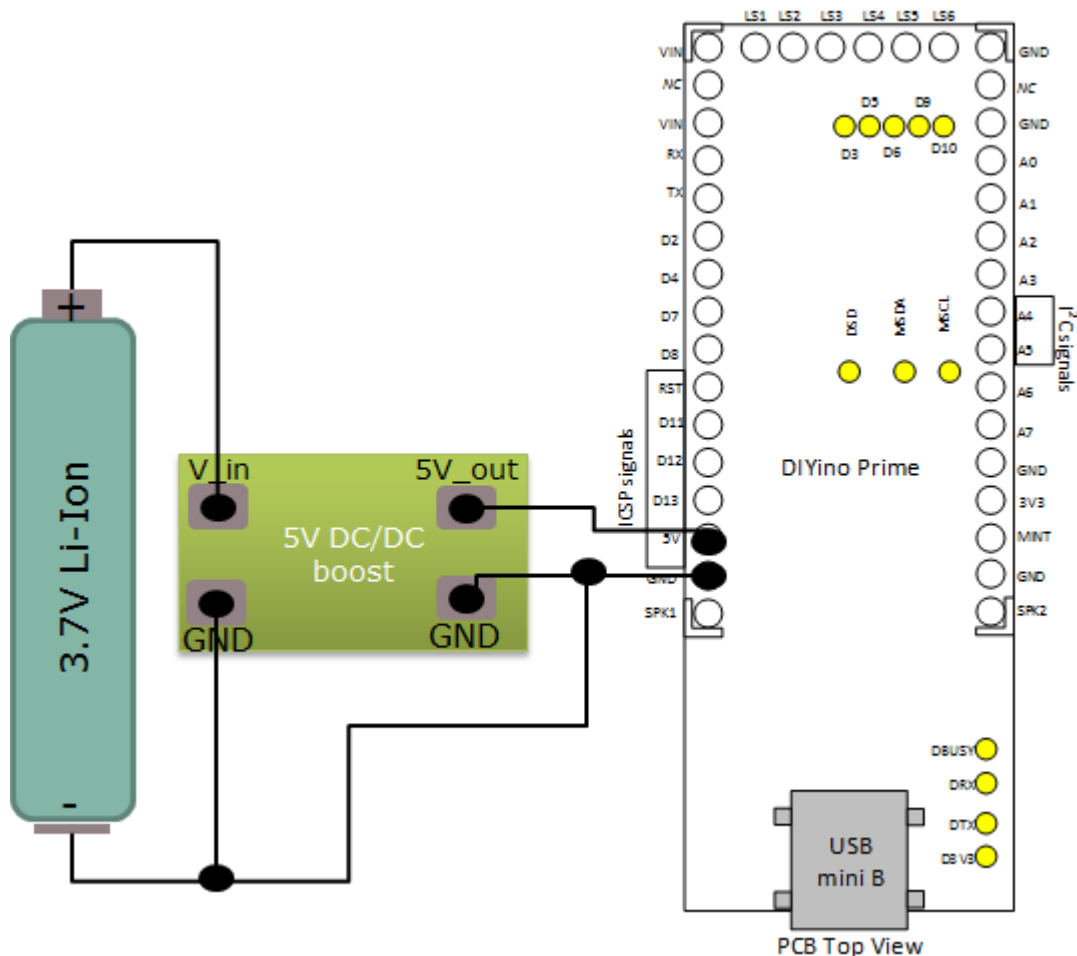 LS1 LS2 LS3 LS4 LS5 LS6
VIN
NC
VIN
RX
TX
D2
D4
D7
D8
RST
D11
D12
D13
5V
GND
SPK1
ICSP signals
D5 D9
D3 D6 D10
DSD
MSDA
MSCL
DIYino Prime
GND
NC
GND
A0
A1
A2
A3
A4
A5
A6
A7
GND
3V3
MINT
GND
SPK2
I²C signals
+
3.7V Li-Ion
-
V_in 5V_out
5V DC/DC
boost
GND GND
DBUSY
DRX
DTX
D3V3
USB
mini B
PCB Top View